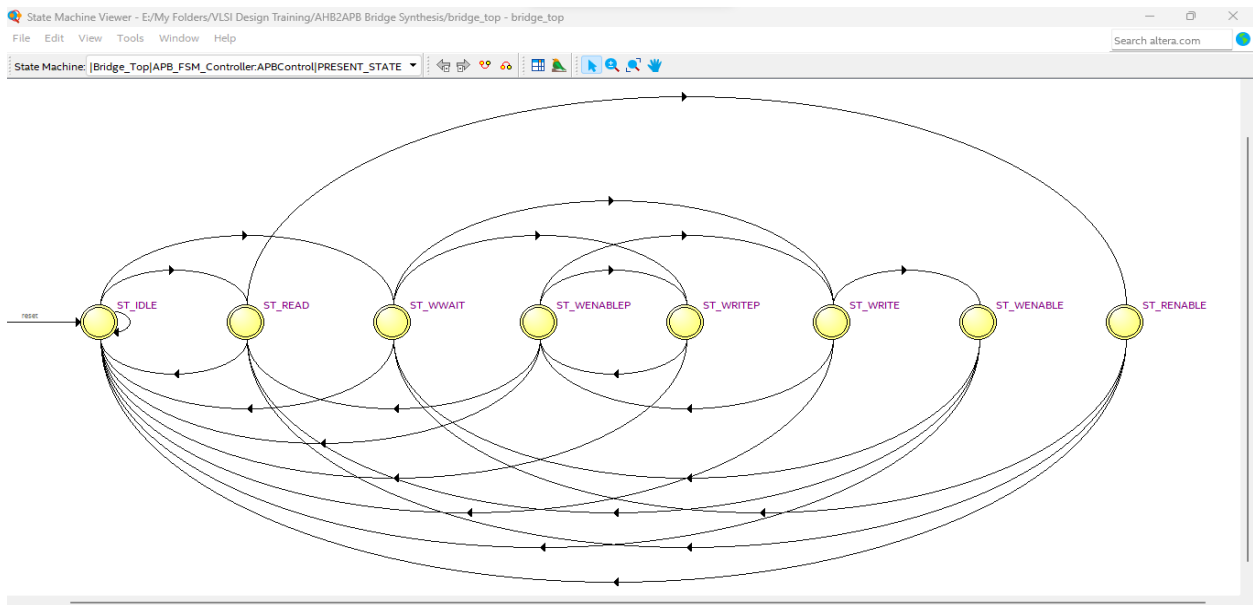 State Machine Viewer - E:/My Folders/VLSI Design Training/AHB2APB Bridge Synthesis/bridge_top - bridge_top
File Edit View Tools Window Help
Search altera.com
State Machine: |Bridge_Top|APB_FSM_Controller:APBControl|PRESENT_STATE
ST_IDLE ST_READ ST_WWAIT ST_WENABLEP ST_WRITEP ST_WRITE ST_WENABLE ST_RENABLE
reset